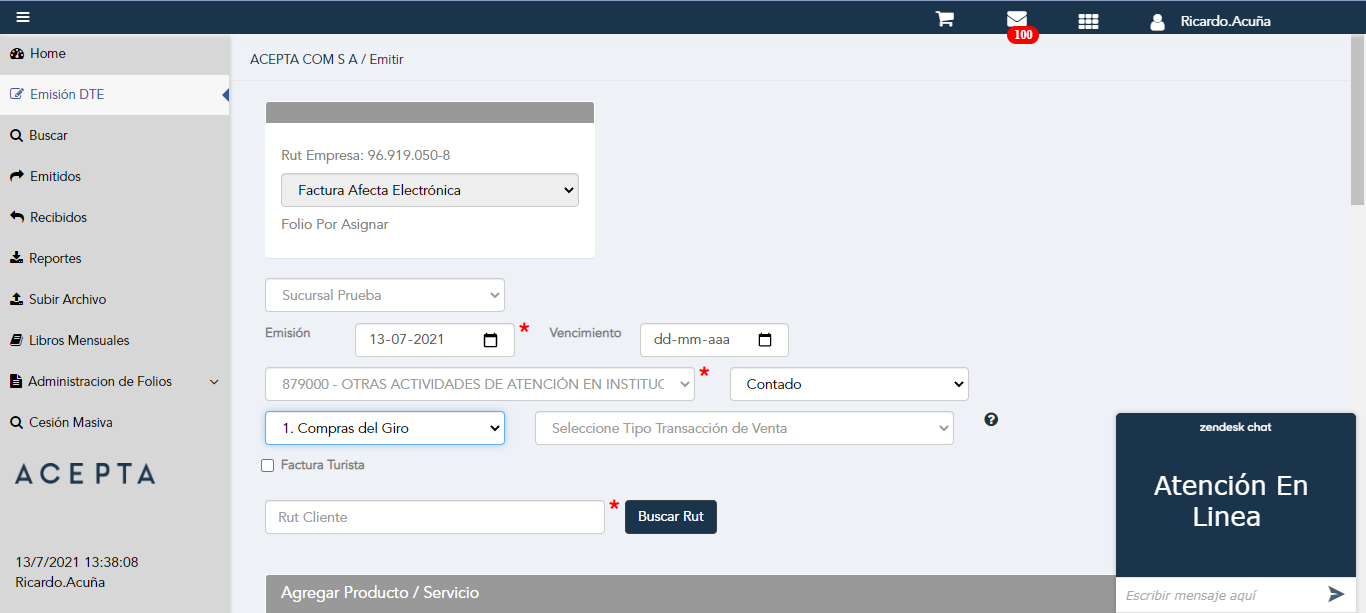 100
Ricardo.Acuña
Home
ACEPTA COM S A / Emitir
Emisión DTE
Buscar
Emitidos
Recibidos
Reportes
Subir Archivo
Libros Mensuales
Administracion de Folios
Cesión Masiva
ACEPTA
13/7/2021 13:38:08
Ricardo.Acuña
Rut Empresa: 96.919.050-8
Factura Afecta Electrónica
Folio Por Asignar
Sucursal Prueba
Emisión 13-07-2021 * Vencimiento dd-mm-aaa
879000 - OTRAS ACTIVIDADES DE ATENCIÓN EN INSTITUC * Contado
1. Compras del Giro Seleccione Tipo Transacción de Venta ?
Factura Turista
Rut Cliente * Buscar Rut
Agregar Producto / Servicio
zendesk chat
Atención En
Linea
Escribir mensaje aquí